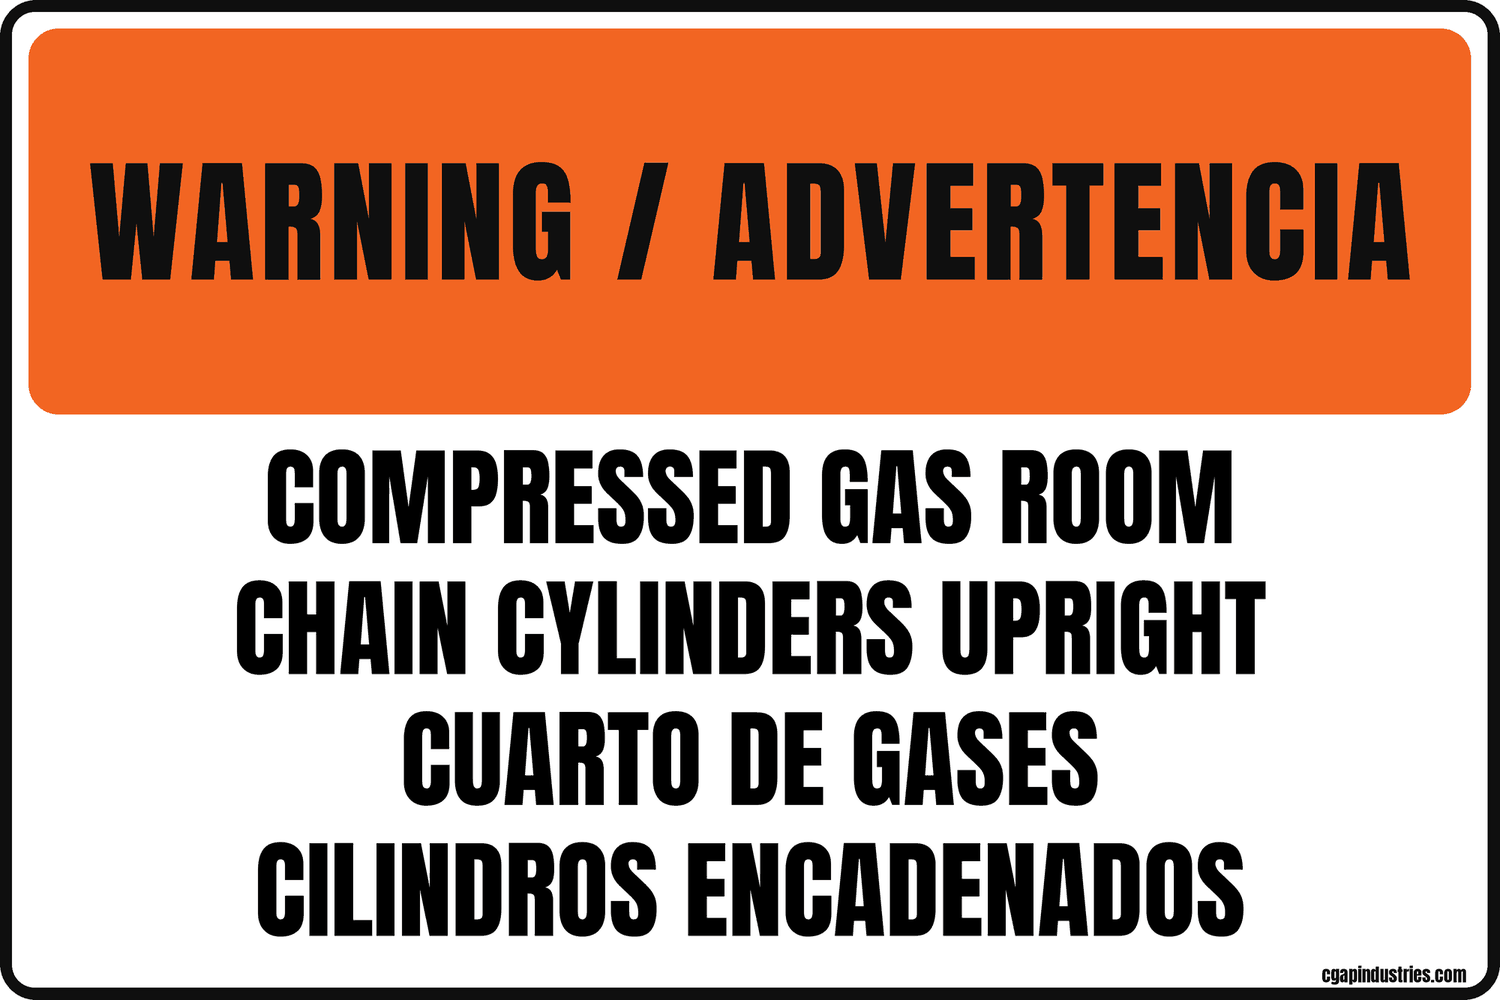 WARNING / ADVERTENCIA
COMPRESSED GAS ROOM
CHAIN CYLINDERS UPRIGHT
CUARTO DE GASES
CILINDROS ENCADENADOS
cgapindustries.com